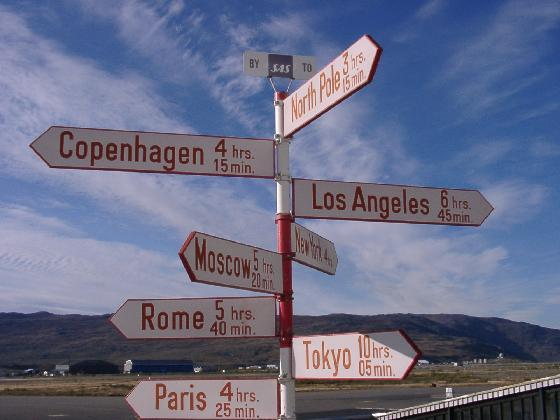 BY SAS TO
North Pole 3 hrs.
15 min.
Copenhagen 4 hrs.
15 min.
Los Angeles 6 hrs.
45 min.
New York 4
Moscow 5 hrs.
20 min.
Rome 5 hrs.
40 min.
Tokyo 10 hrs.
05 min.
Paris 4 hrs.
25 min.